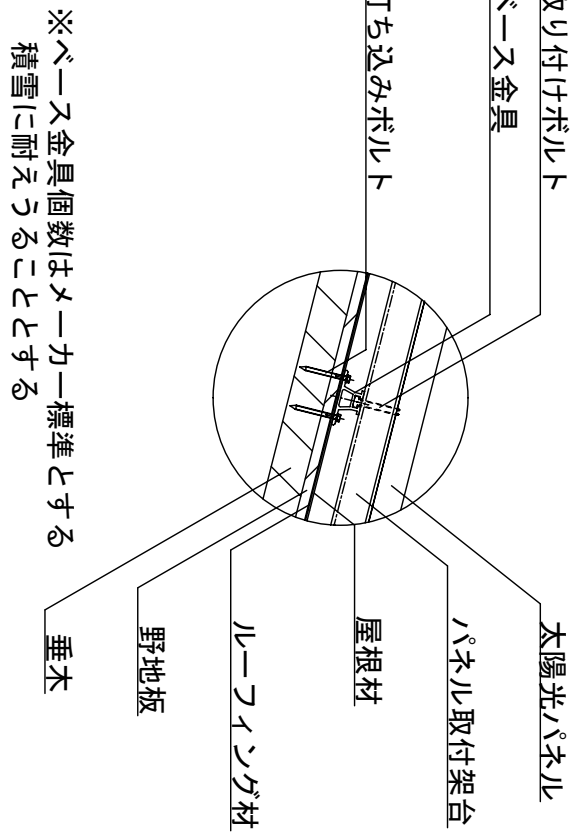 取り付けボルト
ベース金具
打ち込みボルト
太陽光パネル
パネル取付架台
屋根材
ルーフィング材
野地板
垂木
※ベース金具個数はメーカー標準とする
積雪に耐えうることとする